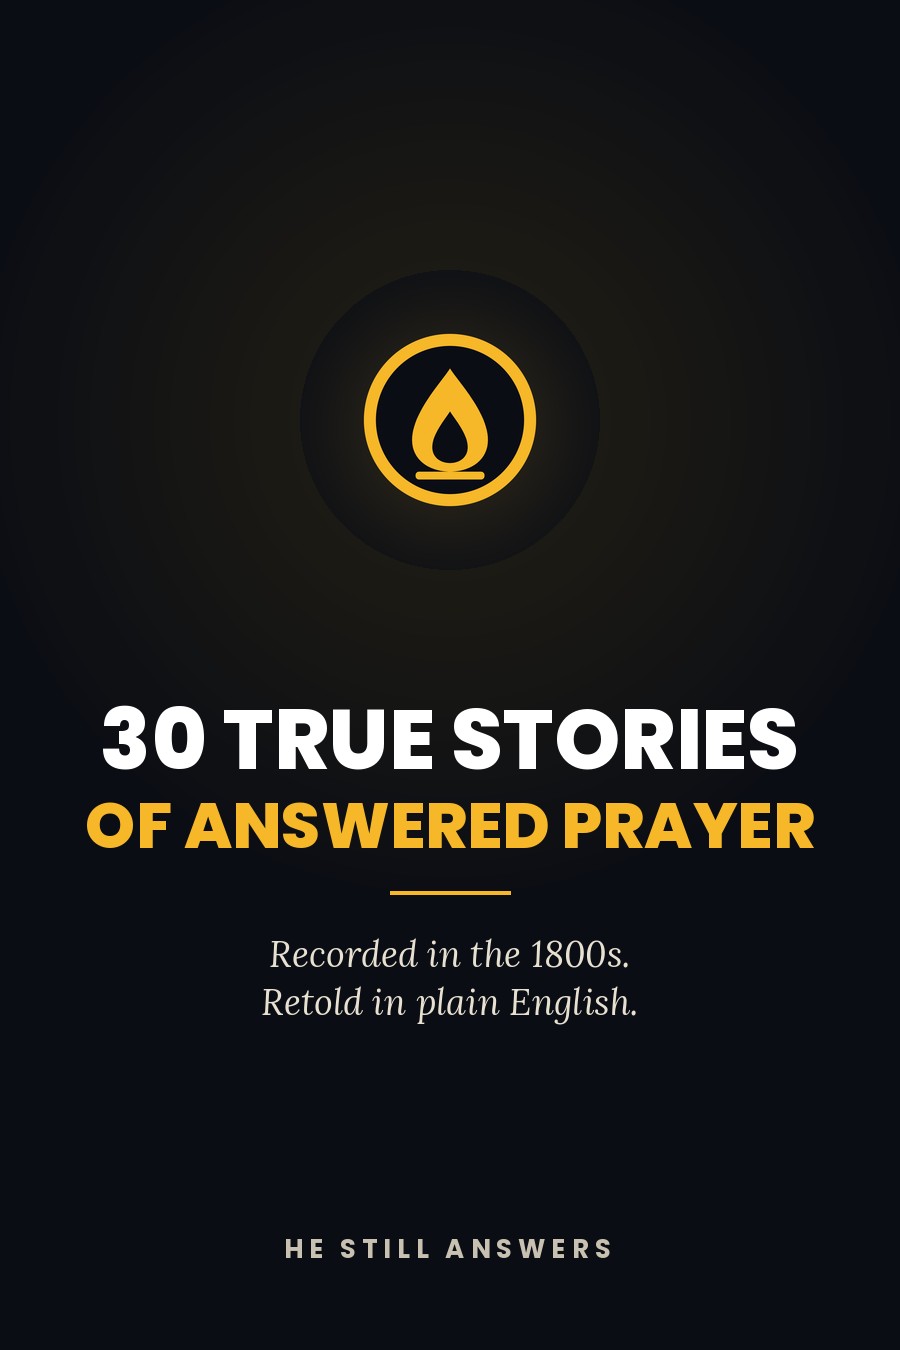 30 TRUE STORIES
OF ANSWERED PRAYER
Recorded in the 1800s.
Retold in plain English.
HE STILL ANSWERS